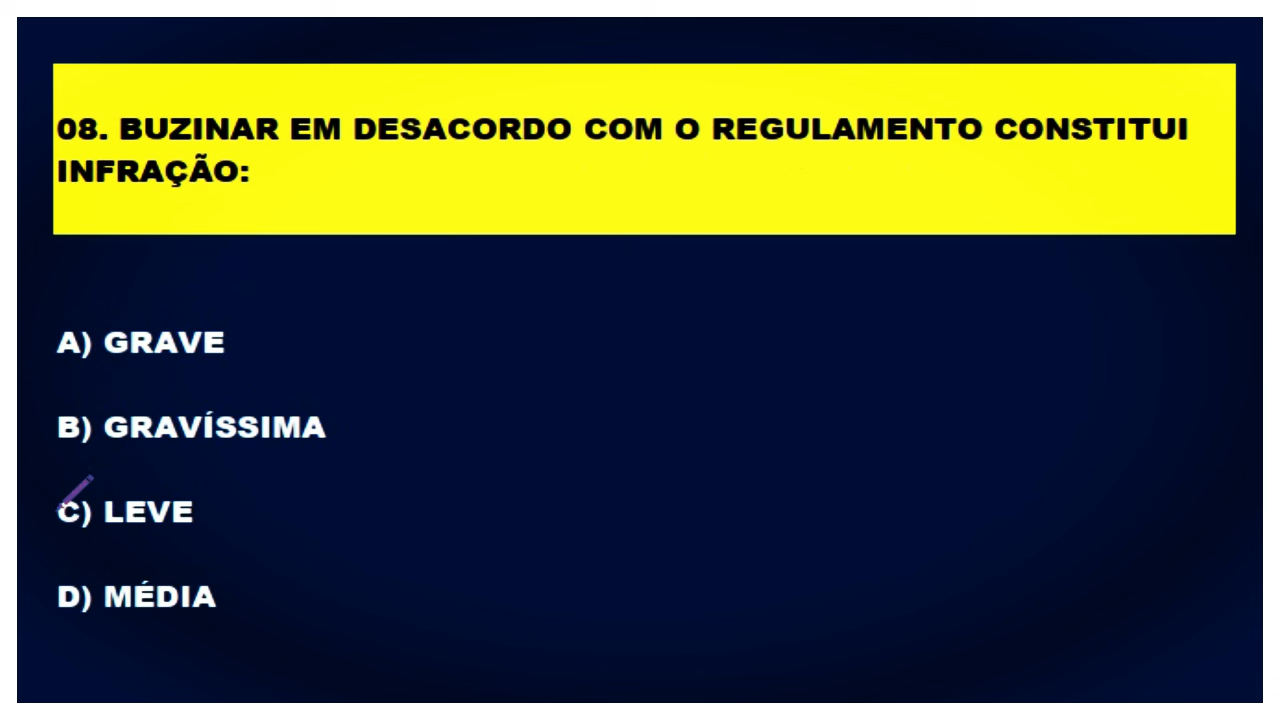 08. BUZINAR EM DESACORDO COM O REGULAMENTO CONSTITUI
INFRAÇÃO:
A) GRAVE
B) GRAVÍSSIMA
C) LEVE
D) MÉDIA